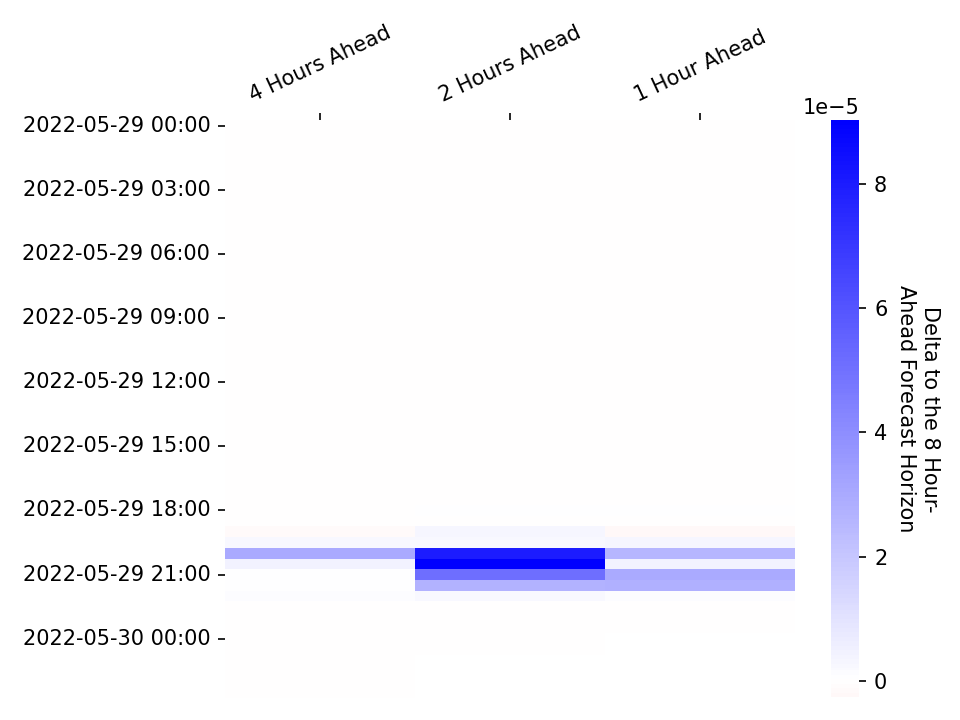 4 Hours Ahead
2 Hours Ahead
1 Hour Ahead
1e−5
2022-05-29 00:00
2022-05-29 03:00
2022-05-29 06:00
2022-05-29 09:00
2022-05-29 12:00
2022-05-29 15:00
2022-05-29 18:00
2022-05-29 21:00
2022-05-30 00:00
8
6
4
2
0
Delta to the 8 Hour-
Ahead Forecast Horizon